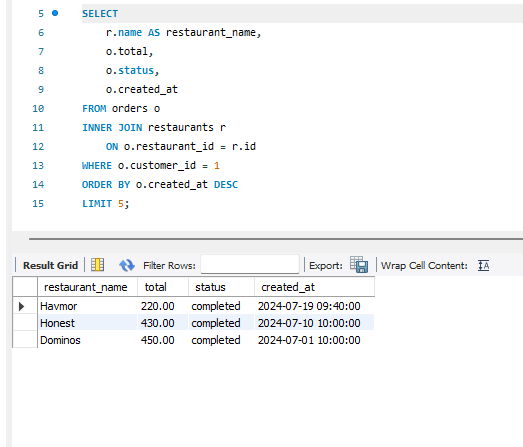 5 SELECT
6 r.name AS restaurant_name,
7 o.total,
8 o.status,
9 o.created_at
10 FROM orders o
11 INNER JOIN restaurants r
12 ON o.restaurant_id = r.id
13 WHERE o.customer_id = 1
14 ORDER BY o.created_at DESC
15 LIMIT 5;
Result Grid Filter Rows: Export: Wrap Cell Content: IA
restaurant_name total status created_at
Havmor 220.00 completed 2024-07-19 09:40:00
Honest 430.00 completed 2024-07-10 10:00:00
Dominos 450.00 completed 2024-07-01 10:00:00